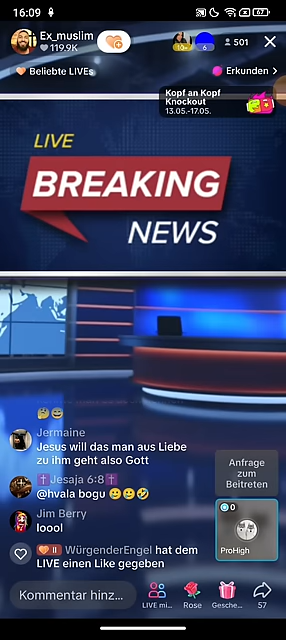 16:09
67
Ex_muslim
119.9K
10+
6
501
Beliebte LIVEs
Erkunden >
Kopf an Kopf
Knockout
13.05.-17.05.
LIVE
BREAKING
NEWS
Jermaine
Jesus will das man aus Liebe
zu ihm geht also Gott
Jesaja 6:8
@hvala bogu
Jim Berry
loool
WürgenderEngel hat dem
LIVE einen Like gegeben
Anfrage
zum
Beitreten
0
ProHigh
Kommentar hinz...
LIVE mi...
Rose
Gesche...
57